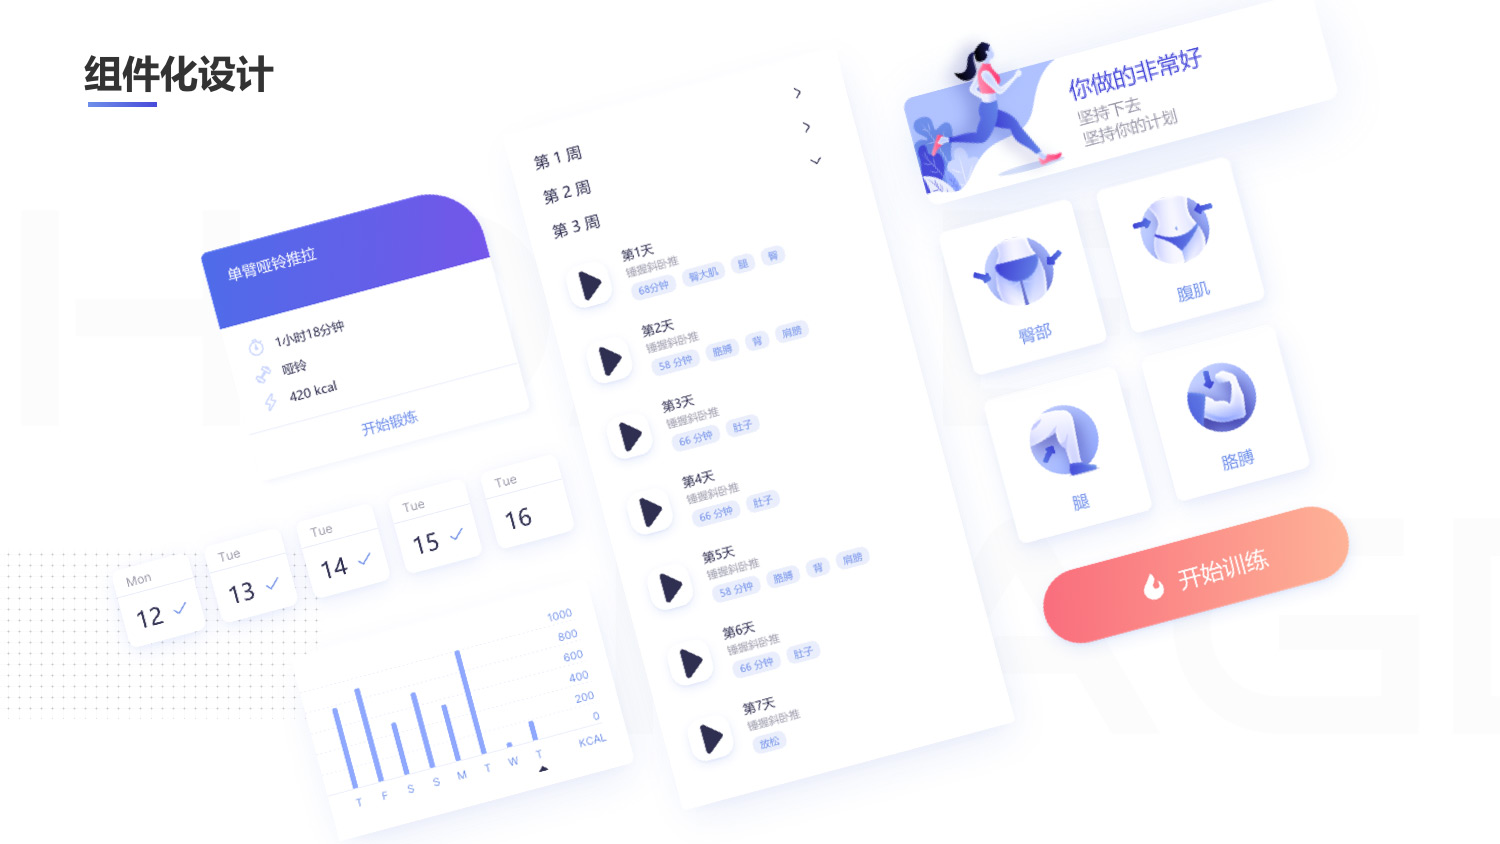 组件化设计
单臂哑铃推拉
1小时18分钟
哑铃
420 kcal
开始锻炼
Mon
12
Tue
13
Tue
14
Tue
15
Tue
16
1000
800
600
400
200
0
KCAL
T F S S M T W T
第 1 周
第 2 周
第 3 周
第1天
锤握斜卧推
68分钟 臀大肌 腿 臀
第2天
锤握斜卧推
58 分钟 胳膊 背 肩膀
第3天
锤握斜卧推
66 分钟 肚子
第4天
锤握斜卧推
66 分钟 肚子
第5天
锤握斜卧推
58 分钟 胳膊 背 肩膀
第6天
锤握斜卧推
66 分钟 肚子
第7天
锤握斜卧推
放松
你做的非常好
坚持下去
坚持你的计划
臀部
腹肌
腿
胳膊
开始训练